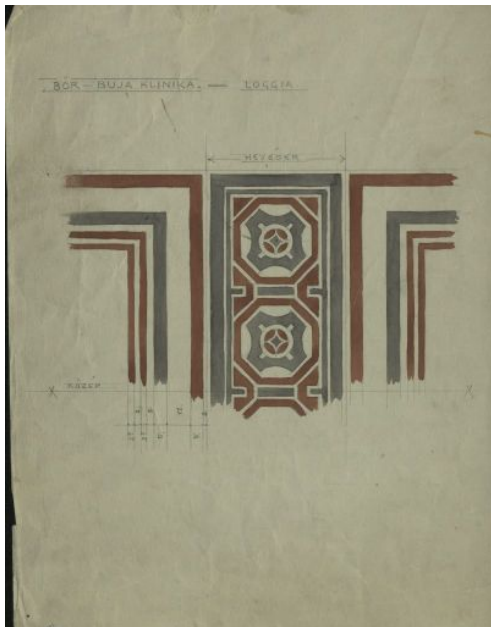 BŐR – BUJA KLINIKA. — LOGGIA
HEVEDER
KÖZÉP